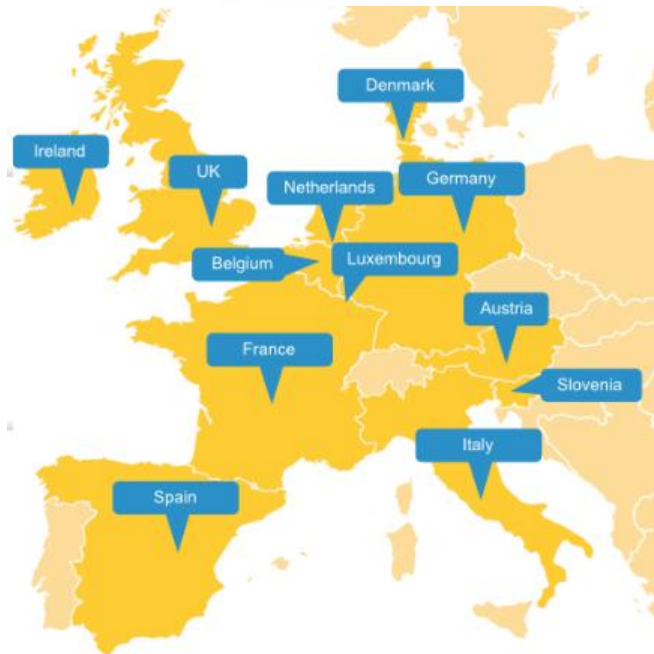 Denmark
Ireland
UK
Netherlands
Germany
Belgium
Luxembourg
Austria
France
Slovenia
Italy
Spain